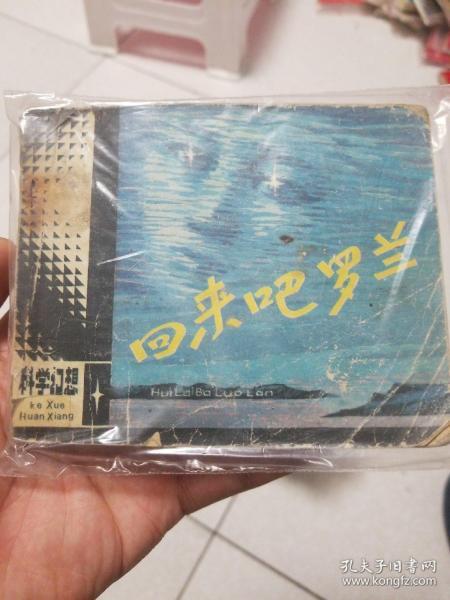 回来吧罗兰
Hui La Ba Luo Lan
科学幻想
ke Xue
Huan Xiang
孔夫子旧书网
www.kongfz.com